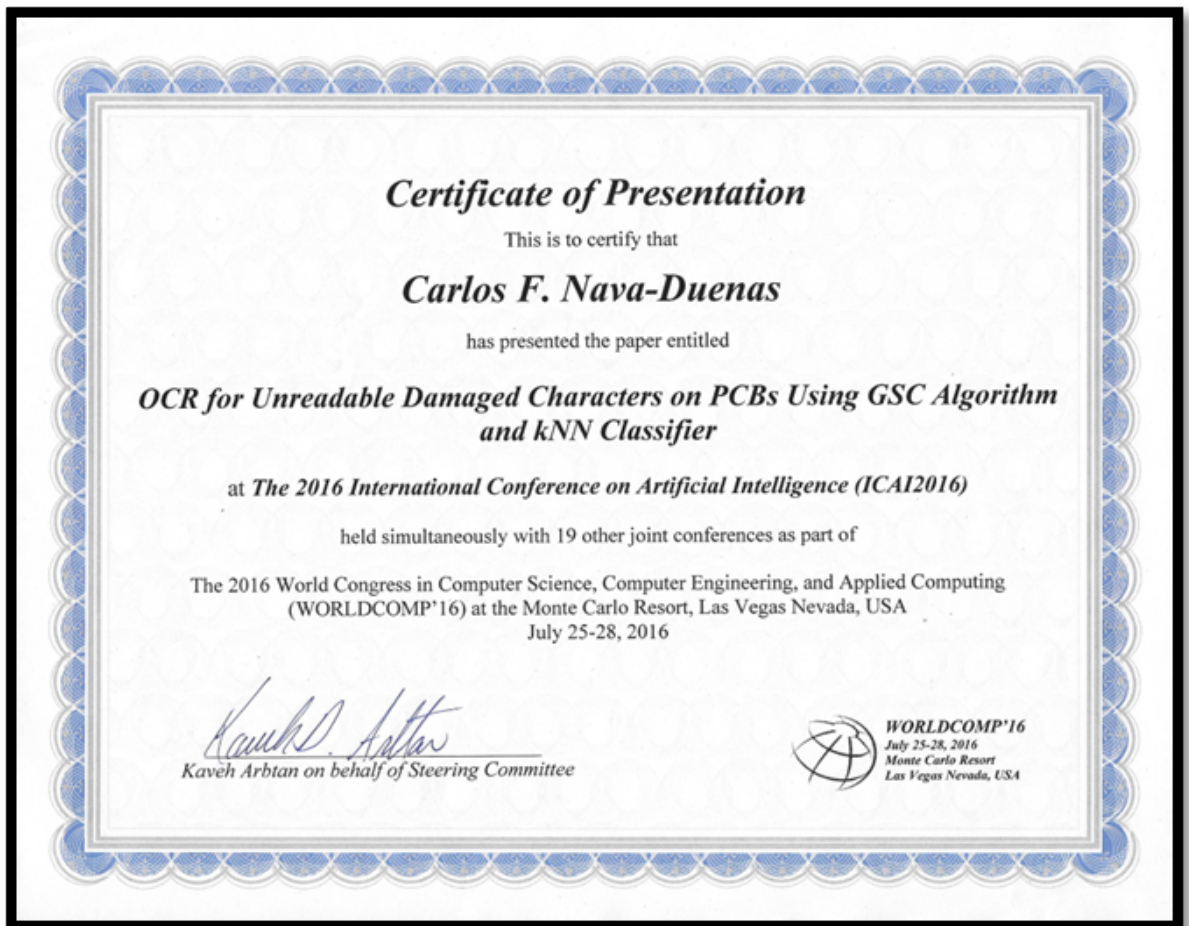 Certificate of Presentation
This is to certify that
Carlos F. Nava-Duenas
has presented the paper entitled
OCR for Unreadable Damaged Characters on PCBs Using GSC Algorithm
and kNN Classifier
at The 2016 International Conference on Artificial Intelligence (ICAI2016)
held simultaneously with 19 other joint conferences as part of
The 2016 World Congress in Computer Science, Computer Engineering, and Applied Computing
(WORLDCOMP'16) at the Monte Carlo Resort, Las Vegas Nevada, USA
July 25-28, 2016
Kaveh D. Arbtan
Kaveh Arbtan on behalf of Steering Committee
WORLDCOMP'16
July 25-28, 2016
Monte Carlo Resort
Las Vegas Nevada, USA